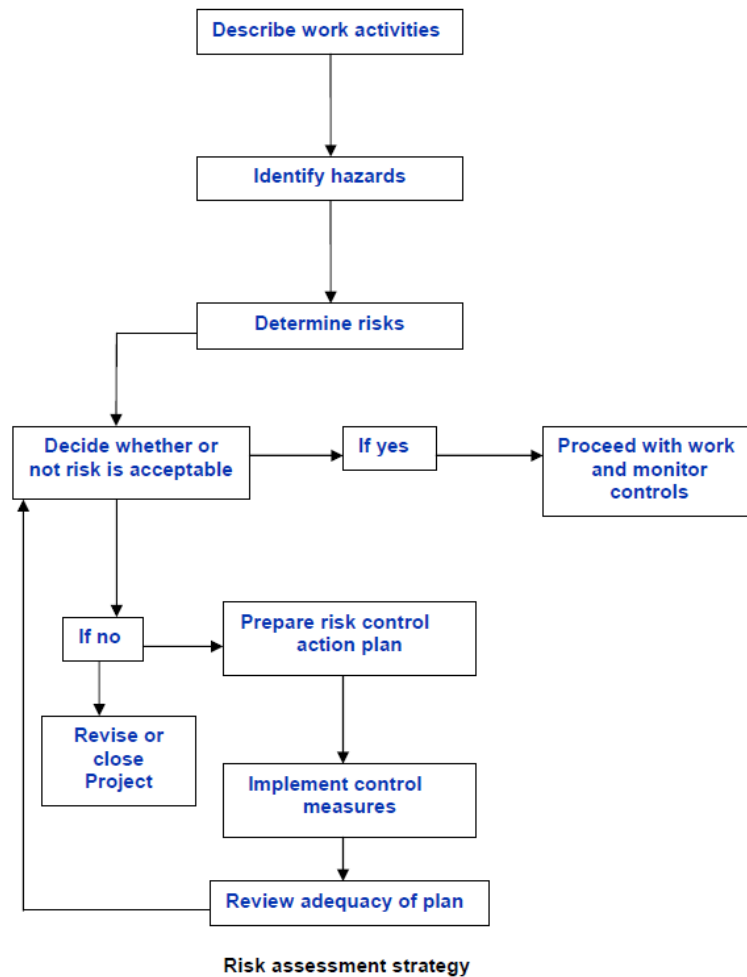 Describe work activities
Identify hazards
Determine risks
Decide whether or
not risk is acceptable
If yes
Proceed with work
and monitor
controls
If no
Prepare risk control
action plan
Revise or
close
Project
Implement control
measures
Review adequacy of plan
Risk assessment strategy